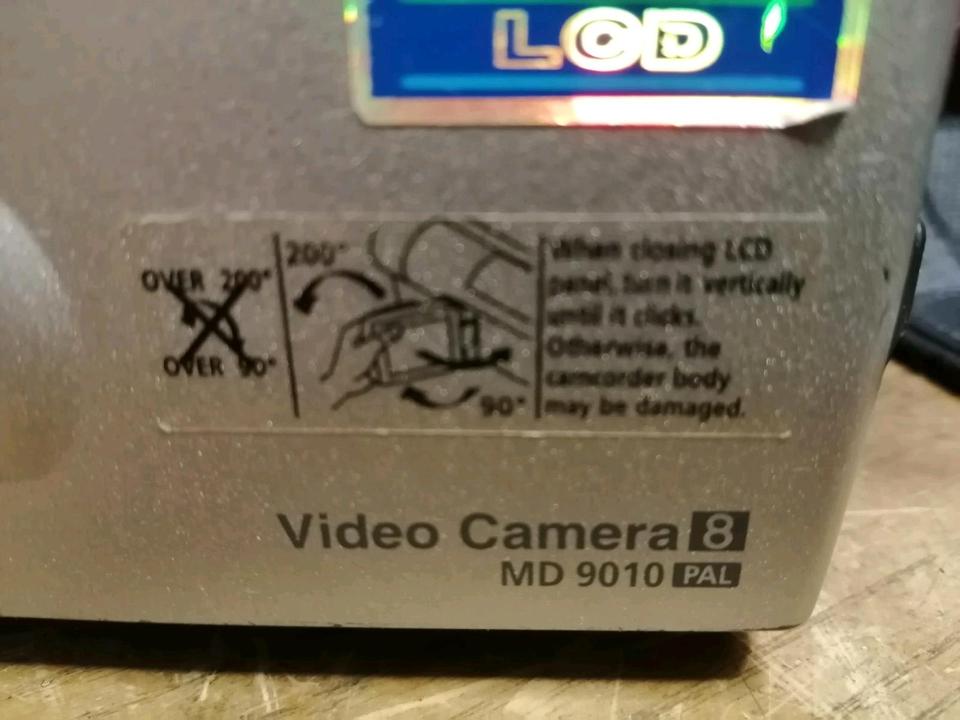 LCD
OVER 200°
OVER 90°
200°
90°
When closing LCD
panel, turn it vertically
until it clicks.
Otherwise, the
camcorder body
may be damaged.
Video Camera 8
MD 9010 PAL